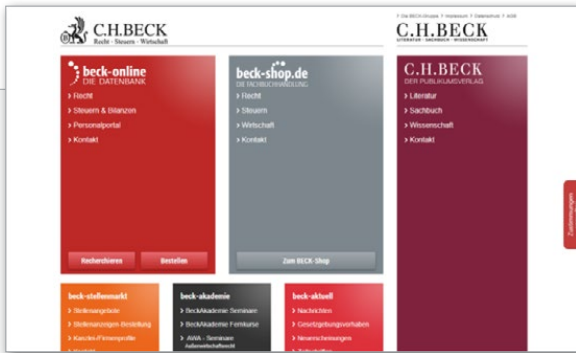 › Die BECK-Gruppe › Impressum › Datenschutz › AGB
C.H.BECK
Recht · Steuern · Wirtschaft
C.H.BECK
LITERATUR · SACHBUCH · WISSENSCHAFT
beck-online
DIE DATENBANK
› Recht
› Steuern & Bilanzen
› Personalportal
› Kontakt
Recherchieren
Bestellen
beck-shop.de
DIE FACHBUCHHANDLUNG
› Recht
› Steuern
› Wirtschaft
› Kontakt
Zum BECK-Shop
C.H.BECK
DER PUBLIKUMSVERLAG
› Literatur
› Sachbuch
› Wissenschaft
› Kontakt
Zustimmungen
beck-stellenmarkt
› Stellenangebote
› Stellenanzeigen-Bestellung
› Kanzlei-/Firmenprofile
› Kontakt
beck-akademie
› BeckAkademie Seminare
› BeckAkademie Fernkurse
› AWA - Seminare
Außenwirtschaftsrecht
beck-aktuell
› Nachrichten
› Gesetzgebungsvorhaben
› Neuerscheinungen
› Zeitschriften